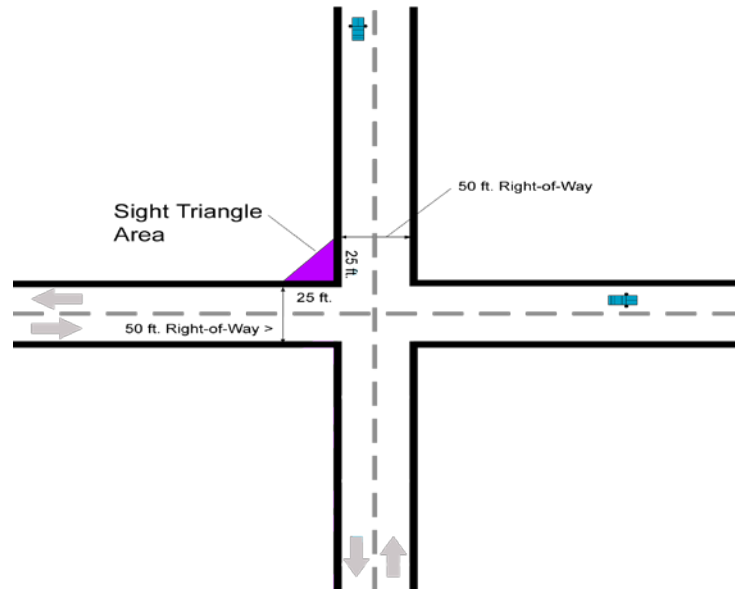 50 ft. Right-of-Way
Sight Triangle
Area
25 ft.
25 ft.
50 ft. Right-of-Way >